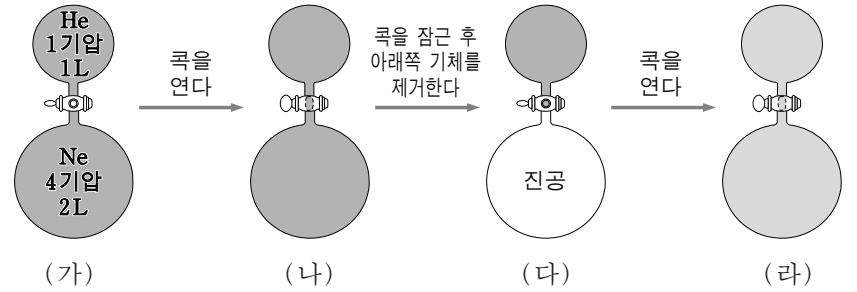 He
1기압
1L
콕을
연다
콕을 잠근 후
아래쪽 기체를
제거한다
콕을
연다
Ne
4기압
2L
진공
(가)
(나)
(다)
(라)